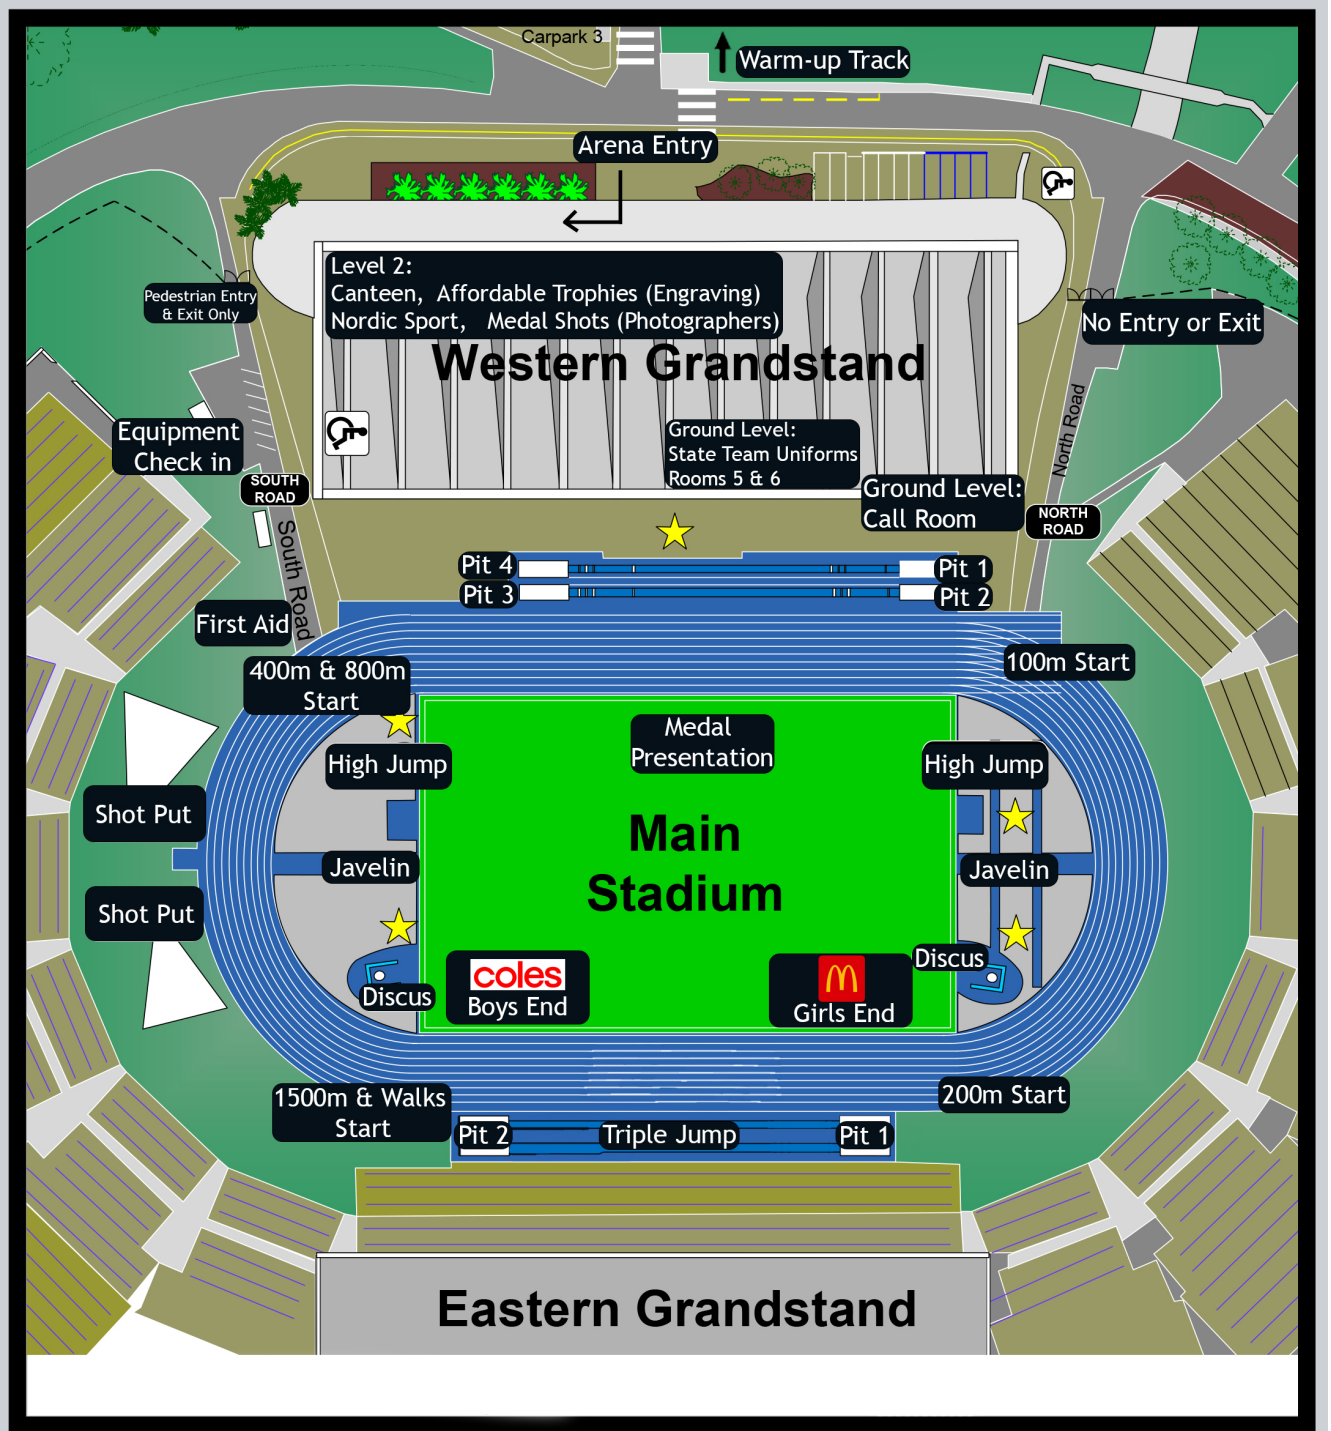 Carpark 3
Warm-up Track
Arena Entry
Level 2:
Canteen, Affordable Trophies (Engraving)
Nordic Sport, Medal Shots (Photographers)
Pedestrian Entry
& Exit Only
No Entry or Exit
Western Grandstand
Equipment
Check in
Ground Level:
State Team Uniforms
Rooms 5 & 6
North Road
SOUTH
ROAD
Ground Level:
Call Room
NORTH
ROAD
South Road
Pit 4
Pit 1
Pit 3
Pit 2
First Aid
400m & 800m
Start
100m Start
Medal
Presentation
High Jump
High Jump
Shot Put
Main
Stadium
Javelin
Javelin
Shot Put
Discus
Discus
coles
Boys End
M
Girls End
1500m & Walks
Start
200m Start
Pit 2
Triple Jump
Pit 1
Eastern Grandstand